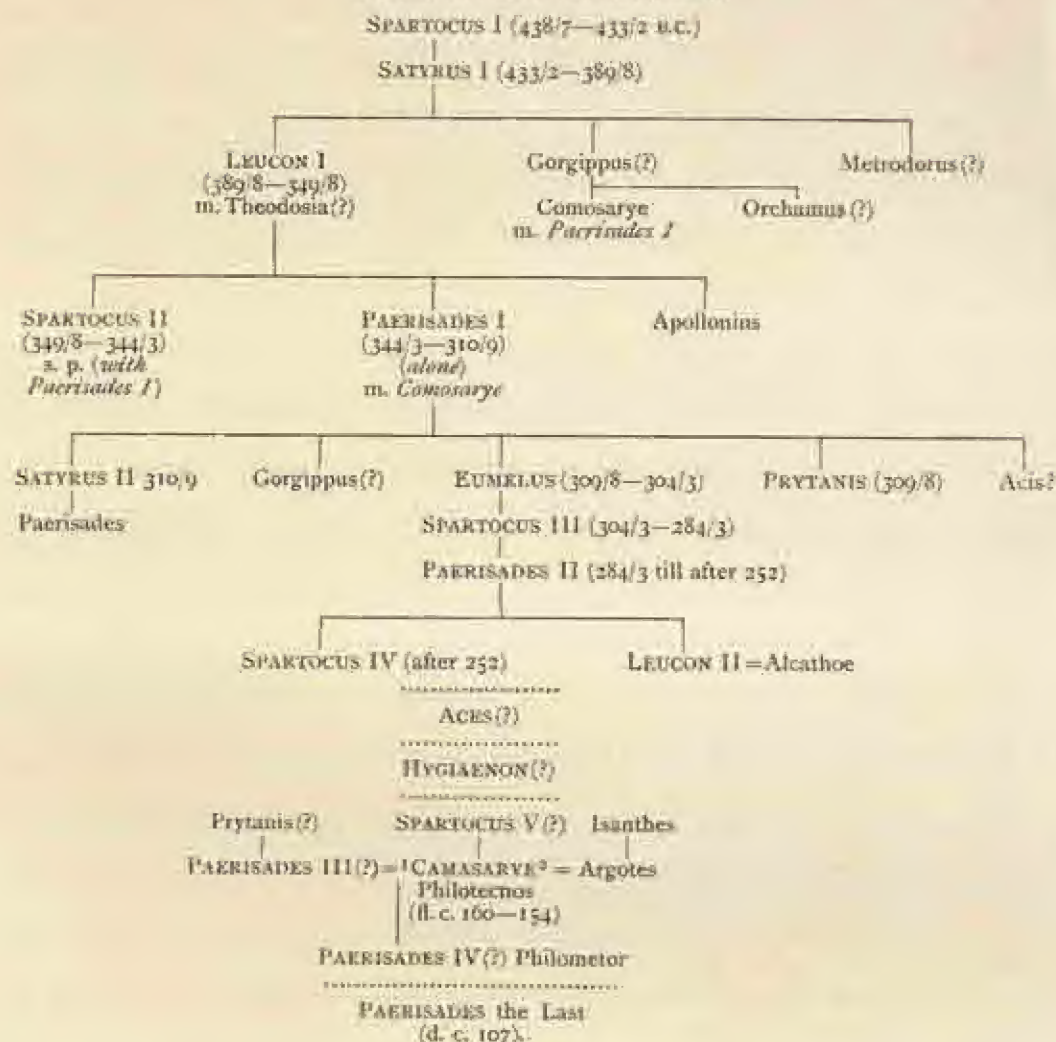 SPARTOCUS I (438/7—433/2 B.C.)
SATYRUS I (433/2—389/8)
LEUCON I Gorgippus(?) Metrodorus(?)
(389/8—349/8)
m. Theodosia(?) Comosarye Orchamus(?)
m. Paerisades I
SPARTOCUS II PAERISADES I Apollonius
(349/8—344/3) (344/3—310/9)
s. p. (with (alone)
Paerisades I) m. Comosarye
SATYRUS II 310/9 Gorgippus(?) EUMELUS (309/8—304/3) PRYTANIS (309/8) Acis?
Paerisades SPARTOCUS III (304/3—284/3)
PAERISADES II (284/3 till after 252)
SPARTOCUS IV (after 252) LEUCON II = Alcathoe
ACES(?)
HYGIAENON(?)
Prytanis(?) SPARTOCUS V(?) Isanthes
PAERISADES III(?) = ¹CAMASARYE² = Argotes
Philotecnos
(fl. c. 160—154)
PAERISADES IV(?) Philometor
PAERISADES the Last
(d. c. 107).